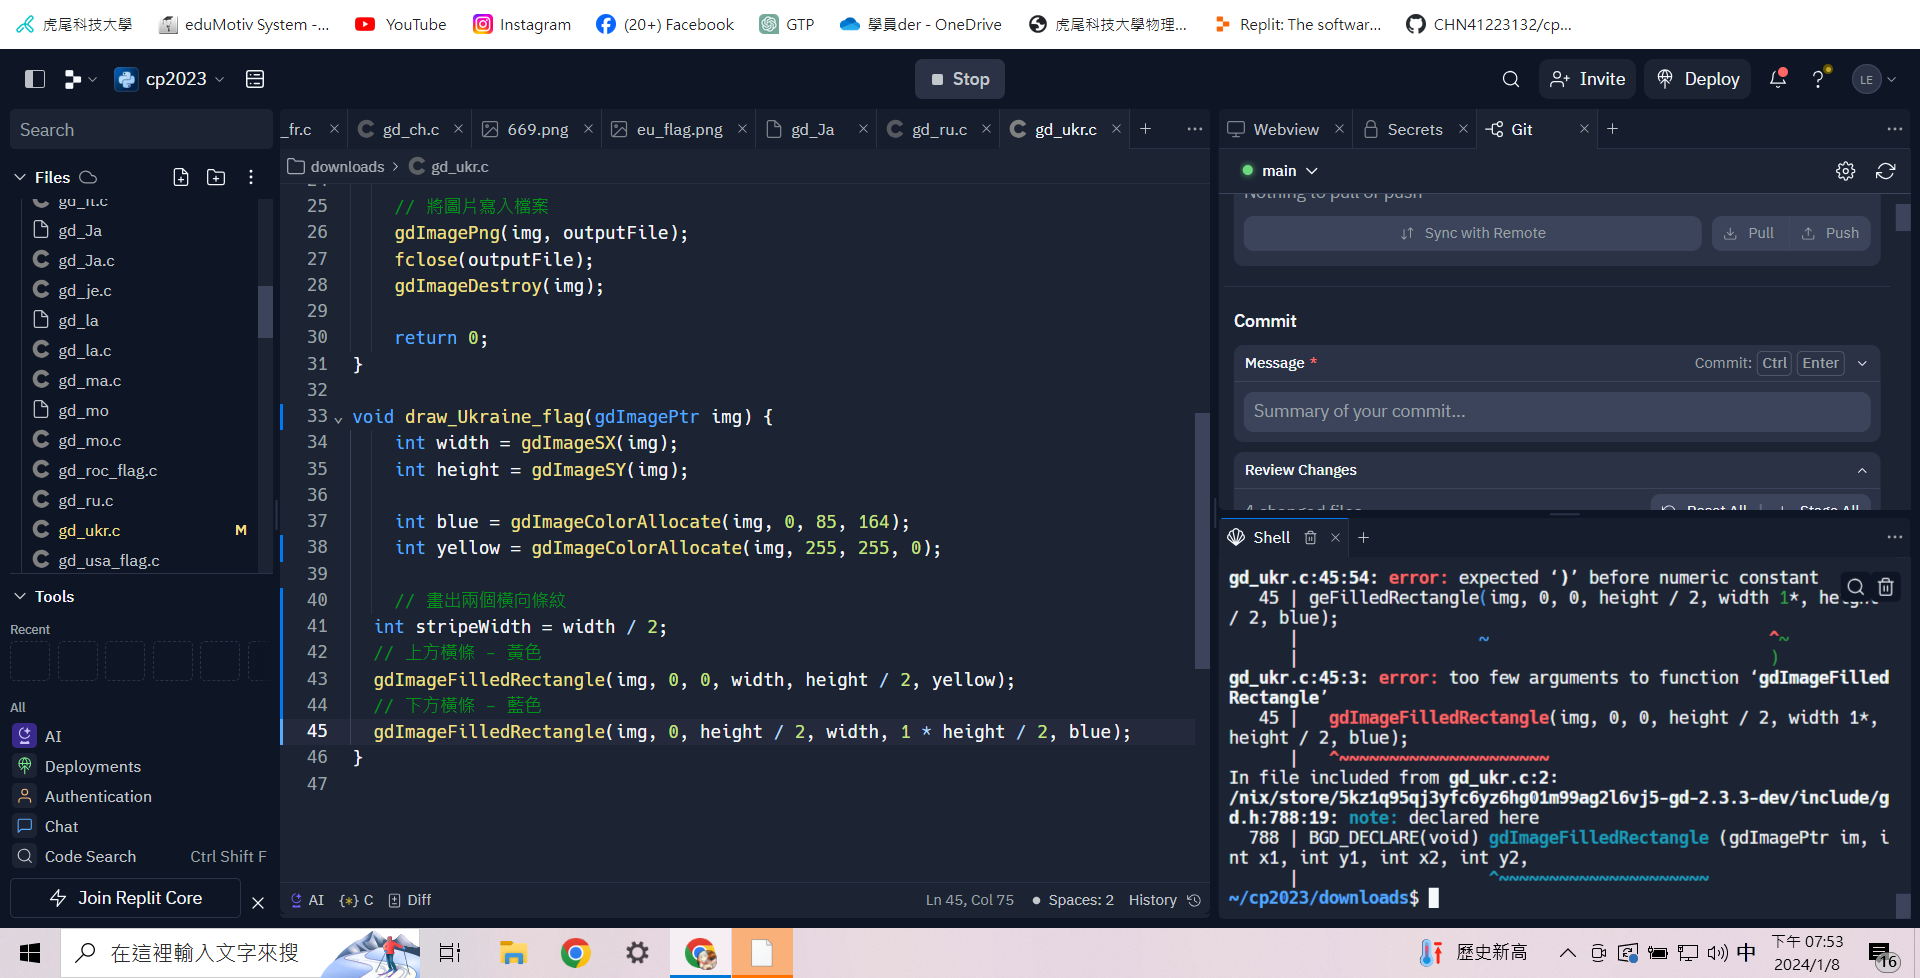 虎尾科技大學
eduMotiv System -...
YouTube
Instagram
(20+) Facebook
GTP
學員der - OneDrive
虎尾科技大學物理...
Replit: The softwar...
CHN41223132/cp...
cp2023
Stop
Invite
Deploy
LE
Search
_fr.c
gd_ch.c
669.png
eu_flag.png
gd_Ja
gd_ru.c
gd_ukr.c
Webview
Secrets
Git
downloads > gd_ukr.c
main
Files
gd_it.c
gd_Ja
gd_Ja.c
gd_je.c
gd_la
gd_la.c
gd_ma.c
gd_mo
gd_mo.c
gd_roc_flag.c
gd_ru.c
gd_ukr.c M
gd_usa_flag.c
Tools
Recent
All
AI
Deployments
Authentication
Chat
Code Search Ctrl Shift F
Join Replit Core
24
25 // 將圖片寫入檔案
26 gdImagePng(img, outputFile);
27 fclose(outputFile);
28 gdImageDestroy(img);
29
30 return 0;
31 }
32
33 void draw_Ukraine_flag(gdImagePtr img) {
34 int width = gdImageSX(img);
35 int height = gdImageSY(img);
36
37 int blue = gdImageColorAllocate(img, 0, 85, 164);
38 int yellow = gdImageColorAllocate(img, 255, 255, 0);
39
40 // 畫出兩個橫向條紋
41 int stripeWidth = width / 2;
42 // 上方橫條 - 黃色
43 gdImageFilledRectangle(img, 0, 0, width, height / 2, yellow);
44 // 下方橫條 - 藍色
45 gdImageFilledRectangle(img, 0, height / 2, width, 1 * height / 2, blue);
46 }
47
AI
{*} C
Diff
Ln 45, Col 75
Spaces: 2
History
Nothing to pull or push
Sync with Remote
Pull
Push
Commit
Message *
Commit: Ctrl Enter
Summary of your commit...
Review Changes
4 changed files
Reset All
Stage All
Shell
gd_ukr.c:45:54: error: expected ‘)’ before numeric constant
45 | geFilledRectangle(img, 0, 0, height / 2, width 1*, height
/ 2, blue);
| ~ ^~
| )
gd_ukr.c:45:3: error: too few arguments to function ‘gdImageFilled
Rectangle’
45 | gdImageFilledRectangle(img, 0, 0, height / 2, width 1*,
height / 2, blue);
| ^~~~~~~~~~~~~~~~~~~~~~
In file included from gd_ukr.c:2:
/nix/store/5kz1q95qj3yfc6yz6hg01m99ag2l6vj5-gd-2.3.3-dev/include/g
d.h:788:19: note: declared here
788 | BGD_DECLARE(void) gdImageFilledRectangle (gdImagePtr im, i
nt x1, int y1, int x2, int y2,
| ^~~~~~~~~~~~~~~~~~~~~~
~/cp2023/downloads$
在這裡輸入文字來搜
歷史新高
中
下午 07:53
2024/1/8
16